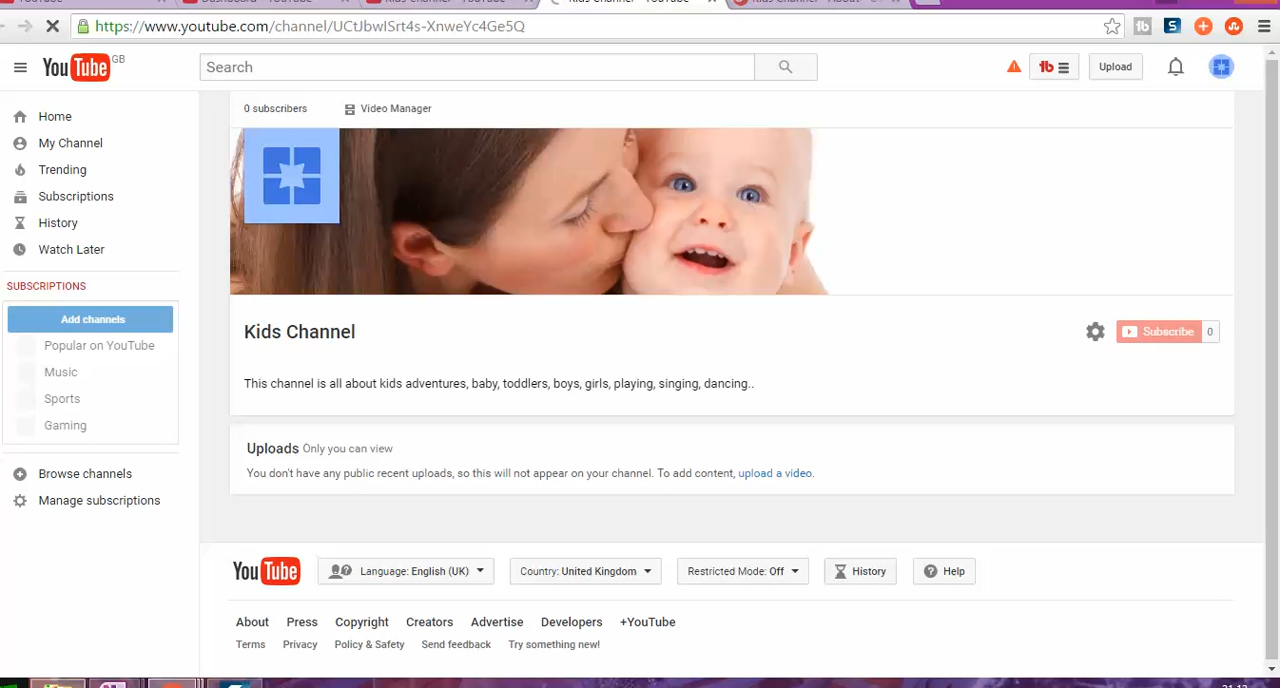 https://www.youtube.com/channel/UCtJbwlSrt4s-XnweYc4Ge5Q
YouTube GB
Search
Upload
0 subscribers
Video Manager
Home
My Channel
Trending
Subscriptions
History
Watch Later
SUBSCRIPTIONS
Add channels
Popular on YouTube
Music
Sports
Gaming
Browse channels
Manage subscriptions
Kids Channel
Subscribe 0
This channel is all about kids adventures, baby, toddlers, boys, girls, playing, singing, dancing..
Uploads Only you can view
You don't have any public recent uploads, so this will not appear on your channel. To add content, upload a video.
YouTube
Language: English (UK)
Country: United Kingdom
Restricted Mode: Off
History
Help
About Press Copyright Creators Advertise Developers +YouTube
Terms Privacy Policy & Safety Send feedback Try something new!